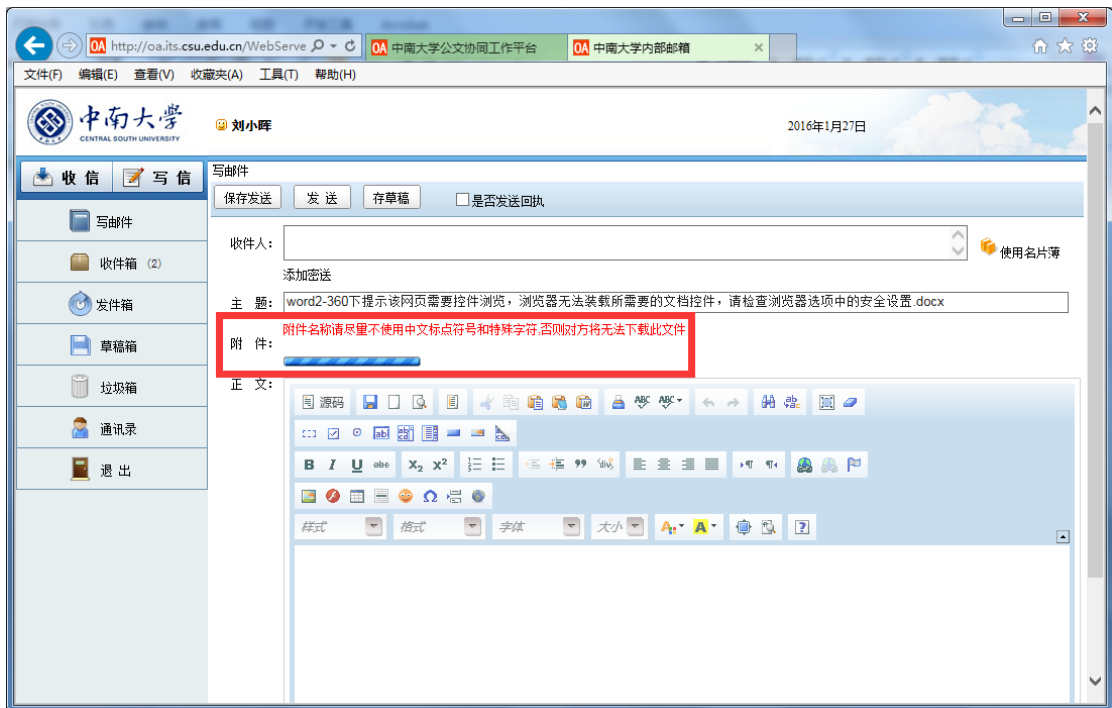 http://oa.its.csu.edu.cn/WebServe
OA 中南大学公文协同工作平台
OA 中南大学内部邮箱
文件(F) 编辑(E) 查看(V) 收藏夹(A) 工具(T) 帮助(H)
中南大学
CENTRAL SOUTH UNIVERSITY
刘小晖
2016年1月27日
收 信 写 信
写邮件
保存发送 发 送 存草稿 是否发送回执
写邮件
收件箱 (2)
发件箱
草稿箱
垃圾箱
通讯录
退 出
收件人:
使用名片薄
添加密送
主 题: word2-360下提示该网页需要控件浏览，浏览器无法装载所需要的文档控件，请检查浏览器选项中的安全设置.docx
附件名称请尽量不使用中文标点符号和特殊字符,否则对方将无法下载此文件
附 件:
正 文:
源码
样式 格式 字体 大小